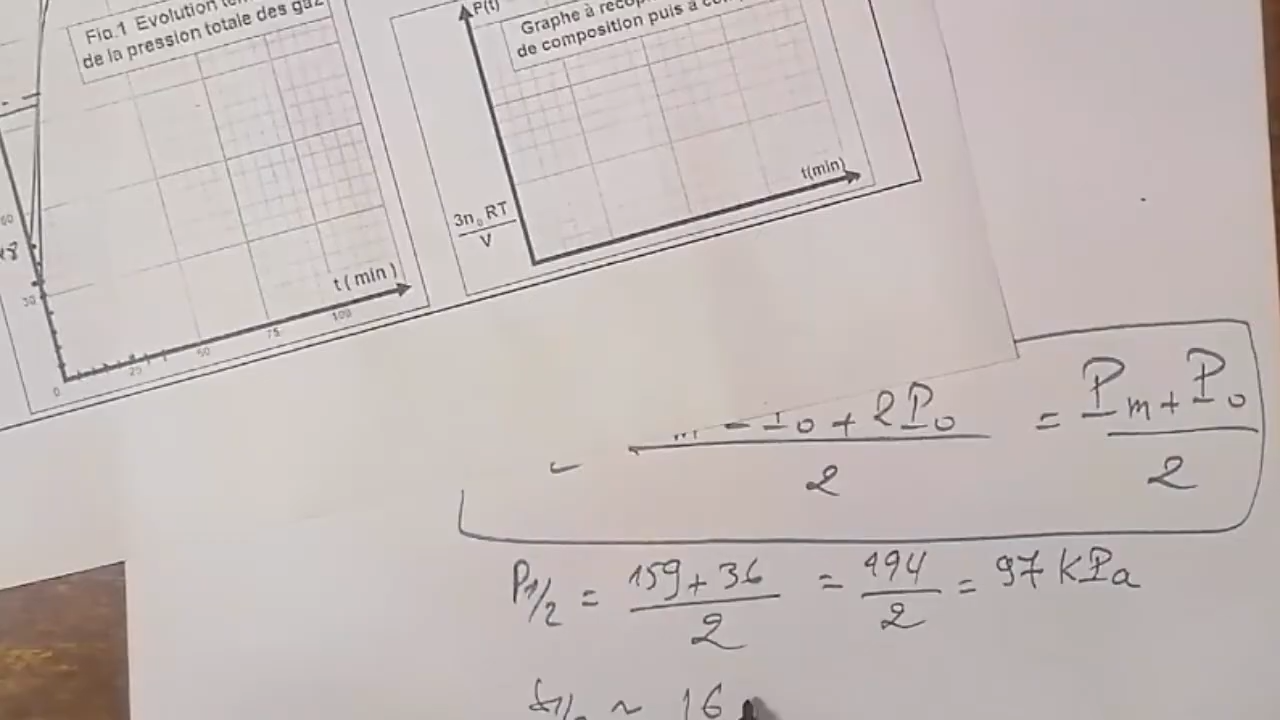 Fig.1 Evolution
de la pression totale des gaz
t ( min )
0
25
50
75
100
30
60
P(t)
Graphe à
de composition puis à
t(min)
3n₀ RT
V
P₀ + 2P₀ / 2 = Pm + P₀ / 2
P1/2 = 159 + 36 / 2 = 194 / 2 = 97 KPa
t1/2 ~ 16